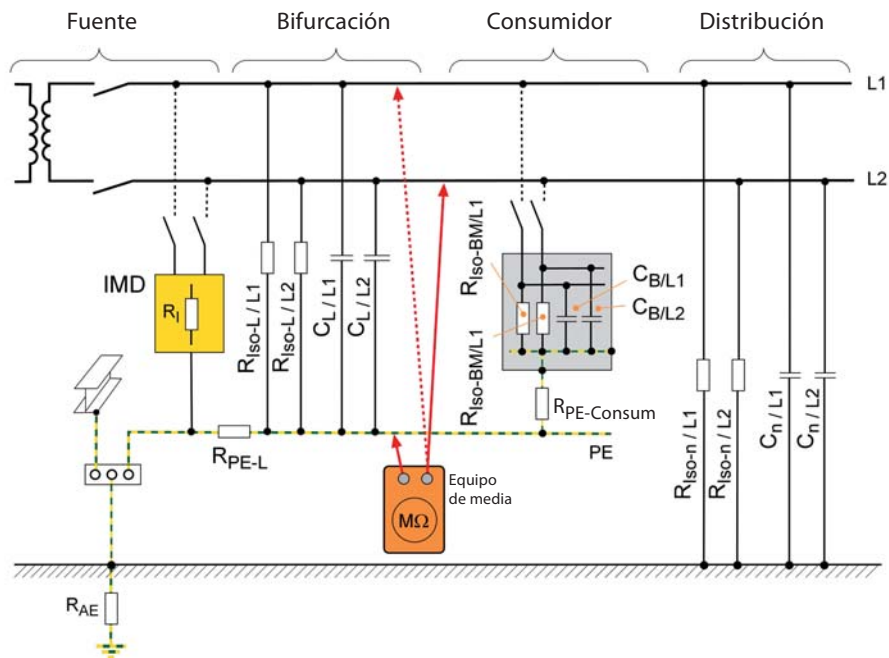 Fuente
Bifurcación
Consumidor
Distribución
L1
L2
IMD
RI
RIso-L / L1
RIso-L / L2
CL / L1
CL / L2
RIso-BM/L1
RIso-BM/L1
CB/L1
CB/L2
RPE-Consum
RIso-n / L1
RIso-n / L2
Cn / L1
Cn / L2
RPE-L
PE
Equipo
de media
MΩ
RAE